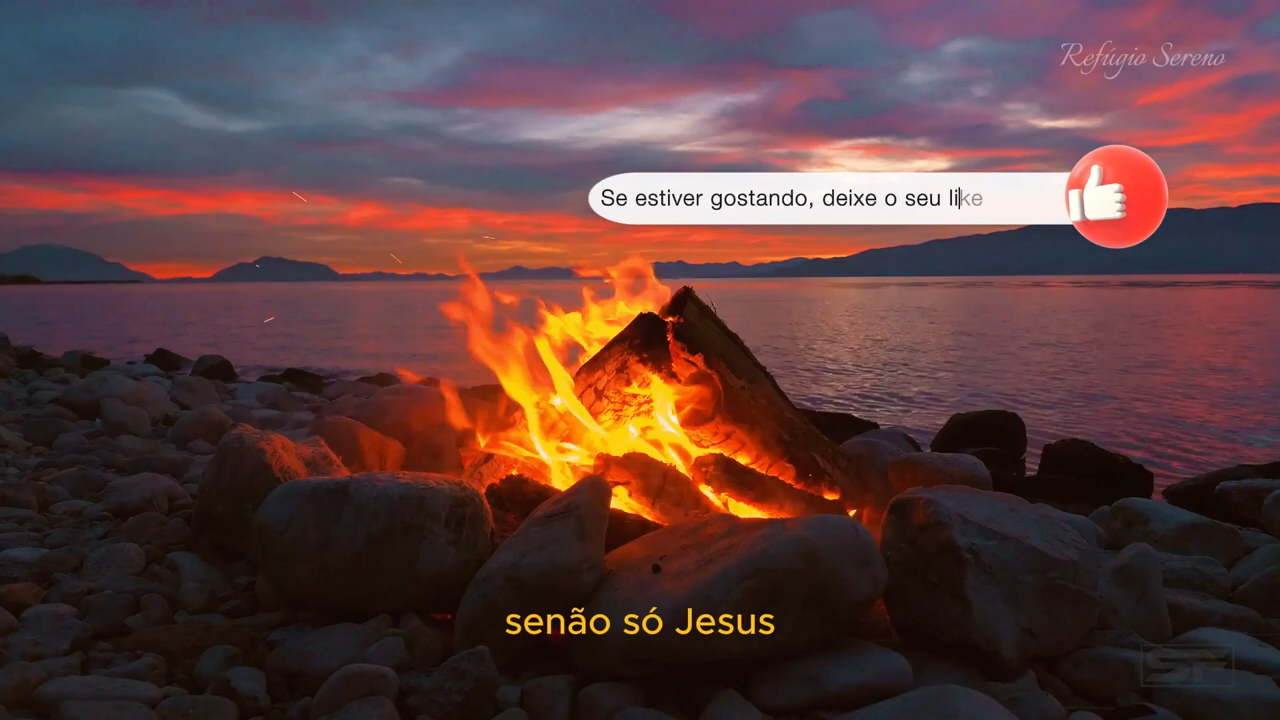 Refúgio Sereno
Se estiver gostando, deixe o seu like
senão só Jesus